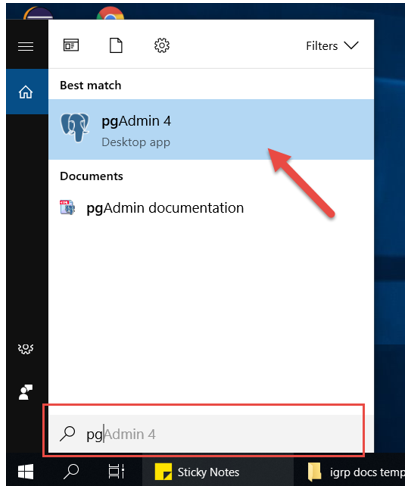 Filters
Best match
pgAdmin 4
Desktop app
Documents
pgAdmin documentation
pgAdmin 4
Sticky Notes
igrp docs temp